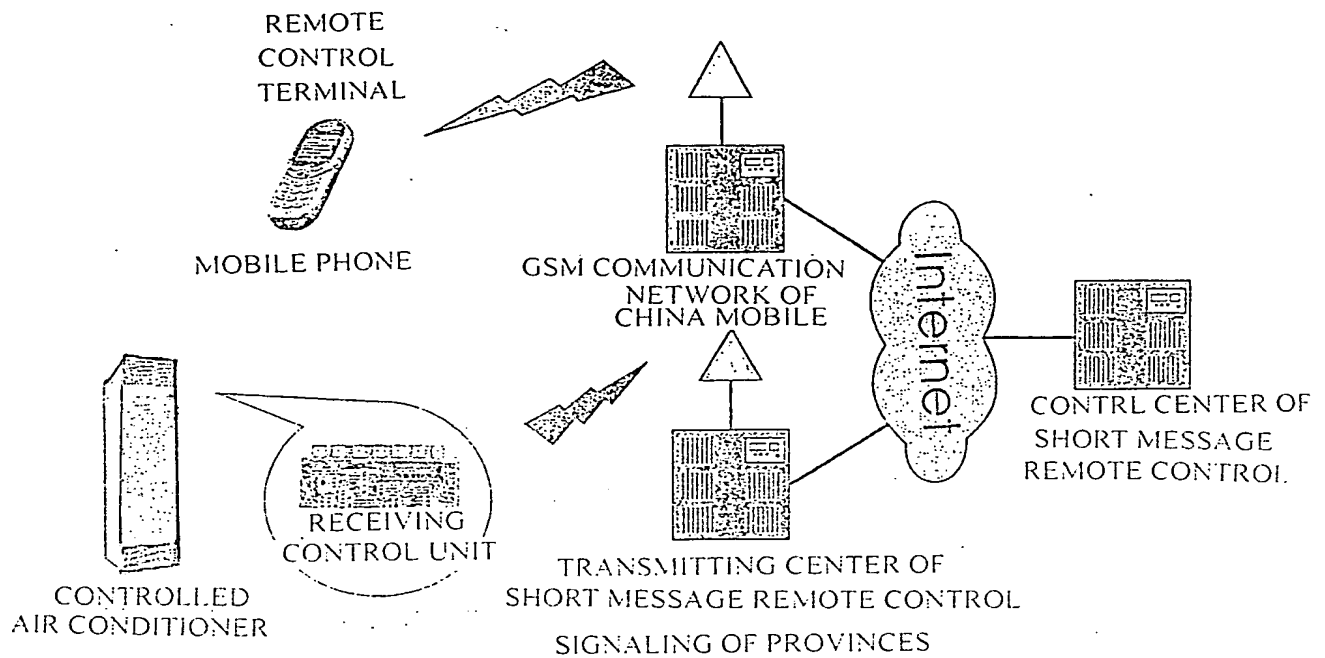 REMOTE
CONTROL
TERMINAL
MOBILE PHONE
GSM COMMUNICATION
NETWORK OF
CHINA MOBILE
Internet
CONTRL CENTER OF
SHORT MESSAGE
REMOTE CONTROL
RECEIVING
CONTROL UNIT
CONTROLLED
AIR CONDITIONER
TRANSMITTING CENTER OF
SHORT MESSAGE REMOTE CONTROL
SIGNALING OF PROVINCES